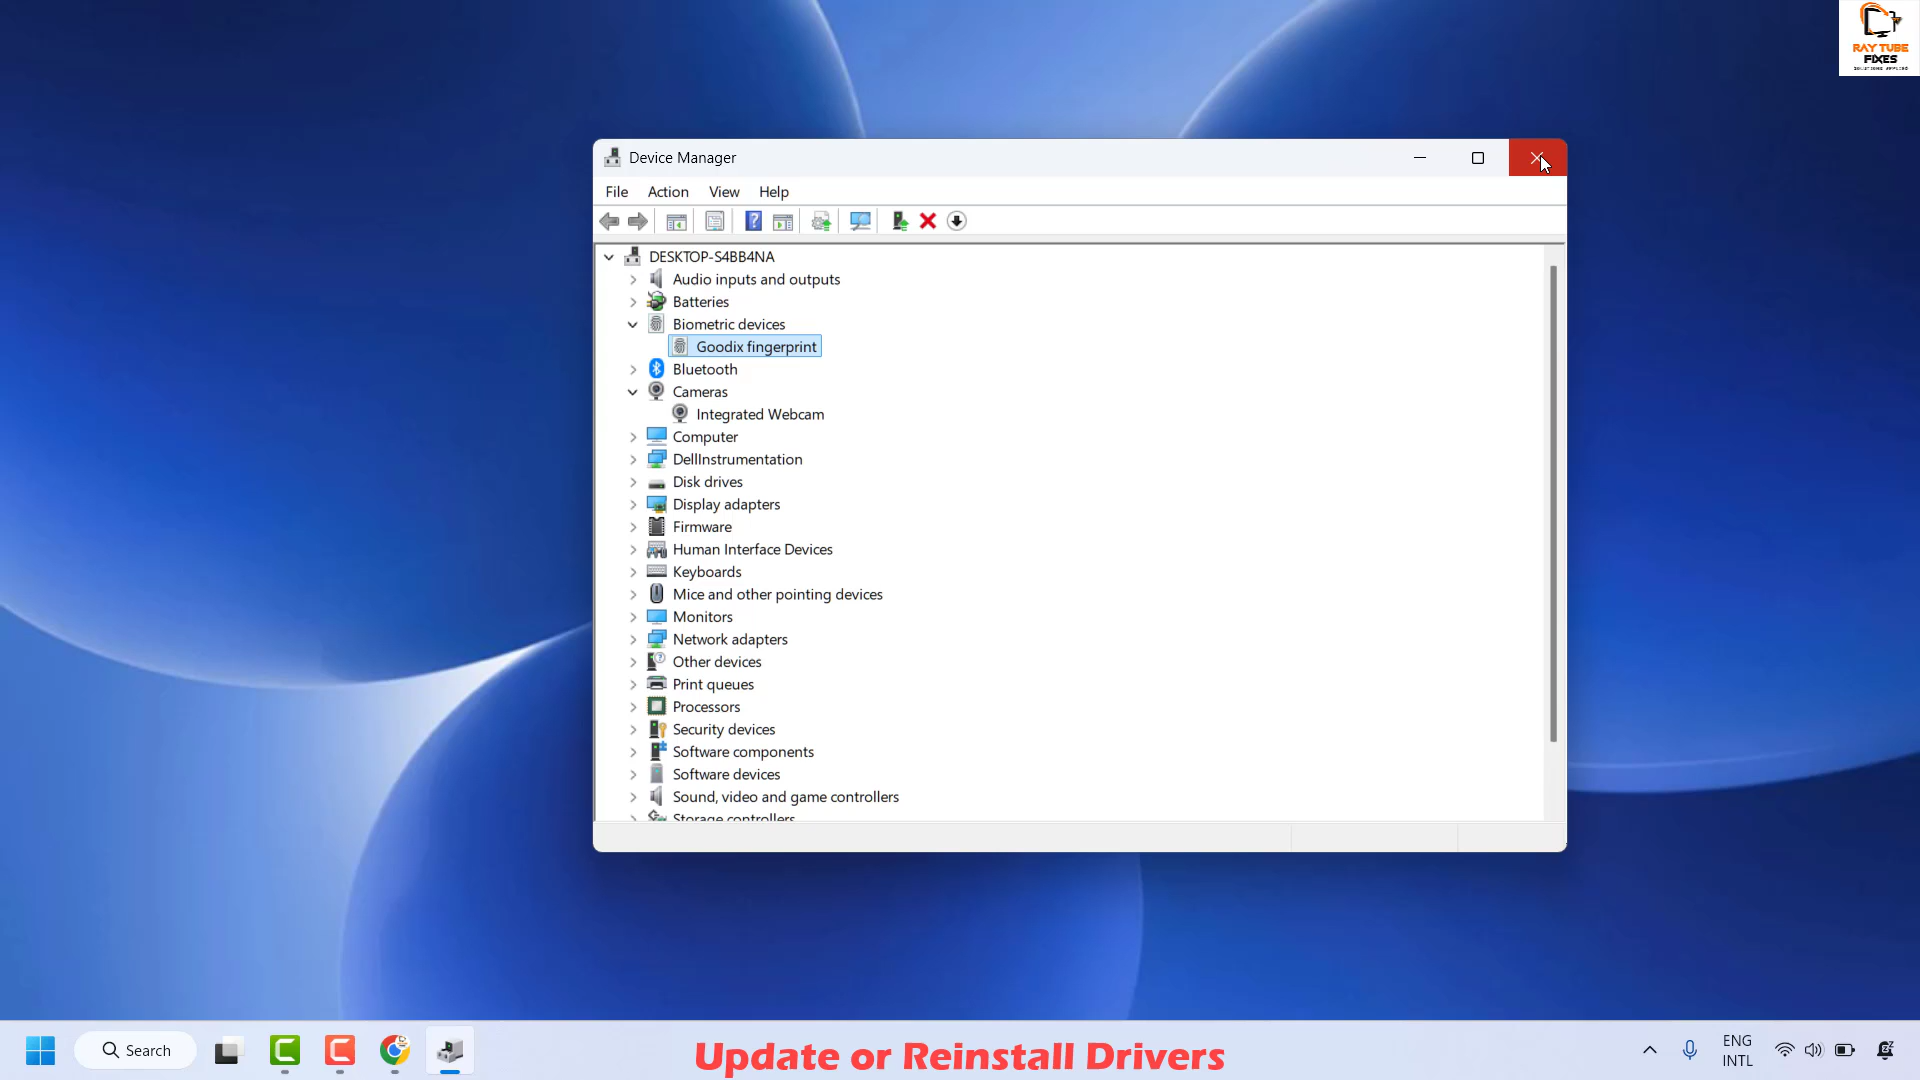 RAY TUBE
FIXES
Device Manager
File Action View Help
DESKTOP-S4BB4NA
Audio inputs and outputs
Batteries
Biometric devices
Goodix fingerprint
Bluetooth
Cameras
Integrated Webcam
Computer
DellInstrumentation
Disk drives
Display adapters
Firmware
Human Interface Devices
Keyboards
Mice and other pointing devices
Monitors
Network adapters
Other devices
Print queues
Processors
Security devices
Software components
Software devices
Sound, video and game controllers
Storage controllers
Search
Update or Reinstall Drivers
ENG
INTL